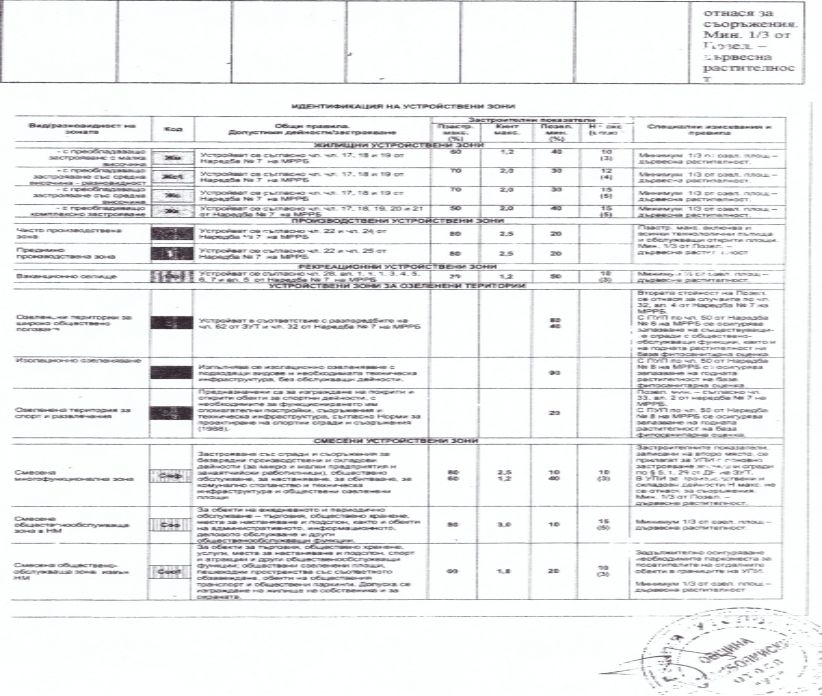 отнася за
съоръжения.
Мин. 1/3 от
Позел. –
дървесна
растителнос
т
ИДЕНТИФИКАЦИЯ НА УСТРОЙСТВЕНИ ЗОНИ
Вид/разновидност на зоната
Код
Общи правила.
Допустими дейности/застрояване
Застроителни показатели
Пзастр. макс. (%)
Кинт макс.
Позел. мин. (%)
Специални изисквания и правила
ЖИЛИЩНИ УСТРОЙСТВЕНИ ЗОНИ
- с преобладаващо застрояване с малка височина
Жм
Устройват се съгласно чл. чл. 17, 18 и 19 от Наредба № 7 на МРРБ
60
1,2
40
10 (3)
Минимум 1/3 от озел. площ – дървесна растителност.
- с преобладаващо застрояване със средна височина - разновидност
Устройват се съгласно чл. чл. 17, 18 и 19 от Наредба № 7 на МРРБ
70
2,0
30
12 (4)
Минимум 1/3 от озел. площ – дървесна растителност.
- с преобладаващо застрояване със средна височина
Жс
Устройват се съгласно чл. чл. 17, 18 и 19 от Наредба № 7 на МРРБ
70
2,0
30
15 (5)
Минимум 1/3 от озел. площ – дървесна растителност.
- с преобладаващо комплексно застрояване
Жк
Устройват се съгласно чл. чл. 17, 18, 19, 20 и 21 от Наредба № 7 на МРРБ
50
2,0
40
15 (5)
Минимум 1/3 от озел. площ – дървесна растителност.
ПРОИЗВОДСТВЕНИ УСТРОЙСТВЕНИ ЗОНИ
Чисто производствена зона
Устройват се съгласно чл. 22 и чл. 24, от Наредба № 7 на МРРБ
80
2,5
20
Предимно производствена зона
Устройват се съгласно чл. 22 и чл. 25 от Наредба № 7 на МРРБ
80
2,5
20
Пзастр. макс. включва и всички технологични пътища и обслужващи открити площи.
Мин. 1/3 от Позел. – дървесна растителност
РЕКРЕАЦИОННИ УСТРОЙСТВЕНИ ЗОНИ
Ваканционно селище
Устройват се съгласно чл. 28, ал. 1, т. 1, 3, 4, 5, 6, 7 и ал. 5 от Наредба № 7 на МРРБ
1,2
50
10 (3)
Минимум 1/3 от озел. площ – дървесна растителност.
УСТРОЙСТВЕНИ ЗОНИ ЗА ОЗЕЛЕНЕНИ ТЕРИТОРИИ
Озеленени територии за широко обществено ползване
Устройват в съответствие с разпоредбите на чл. 62 от ЗУТ и чл. 32 от Наредба № 7 на МРРБ
80
40
Втората стойност на Позел. се отнася за случаите по чл. 32, ал. 4 от Наредба № 7 на МРРБ.
С ПУП по чл. 50 от Наредба № 8 на МРРБ се осигурява запазване на съществуващите сгради с обществено-обслужващи функции, както и на годната растителност на база фитосанитарна оценка.
Изолационно озеленяване
Изпълнява се изолационно озеленяване с подходящи видове и необходимата техническа инфраструктура, без обслужващи дейности.
90
С ПУП по чл. 50 от Наредба № 8 на МРРБ се осигурява запазване на годната растителност на база фитосанитарна оценка.
Озеленена територия за спорт и развлечения
Предназначени са за изграждане на покрити и открити обекти за спортни дейности, с необходимите за функционирането им спомагателни постройки, съоръжения и техническа инфраструктура, съгласно Норми за проектиране на спортни сгради и съоръжения (1988).
20
Позел. мин. – съгласно чл. 33, ал. 2 от наредба № 7 на МРРБ.
С ПУП по чл. 50 от Наредба № 8 на МРРБ се осигурява запазване на годната растителност на база фитосанитарна оценка.
СМЕСЕНИ УСТРОЙСТВЕНИ ЗОНИ
Смесена многофункционална зона
Смф
Застрояване със сгради и съоръжения за безвредни производствени и складови дейности (за микро и малки предприятия и занаятчийски работилници), обществено обслужване, за настаняване, за обитаване, за комунално стопанство и техническа инфраструктура и обществени озеленени площи
80
60
2,5
1,2
10
40
10 (3)
Застроителните показатели, записани на второ място, се прилагат за УПИ с основно застрояване жилищни сгради по § 5, т. 29 от ДР на ЗУТ.
В УПИ за производствени и складови дейности Н макс. не се отнася за съоръжения.
Мин. 1/3 от Позел. – дървесна растителност.
Смесена общественообслужваща зона в НМ
Соо
За обекти на ежедневното и периодично обслужване – търговия, обществено хранене, места за настаняване и подслон, както и обекти на административното, информационното, деловото обслужване и други общественообслужващи функции.
80
3,0
10
15 (5)
Минимум 1/3 от озел. площ – дървесна растителност
Смесена обществено-обслужваща зона извън НМ
Сооп
За обекти за търговия, обществено хранене, услуги, места за настаняване и подслон, спорт и атракции и други общественообслужващи функции; обществени озеленени площи, пешеходни пространства със съответното обзавеждане, обекти на обществения транспорт и обществени паркинги. Допуска се изграждане на жилища на собственика и за охраната.
60
1,8
20
10 (3)
Задължително осигуряване необходимите паркоместа за посетителите на отделните обекти в границите на УПИ.
Минимум 1/3 от озел. площ – дървесна растителност
ОБЩИНА